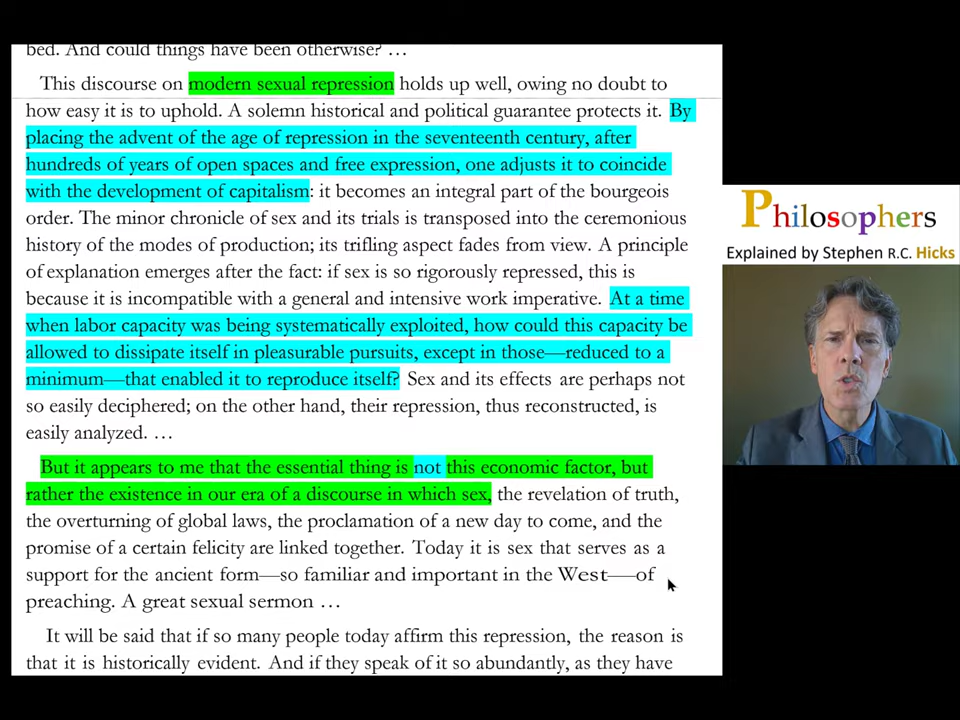 bed. And could things have been otherwise? …
This discourse on modern sexual repression holds up well, owing no doubt to
how easy it is to uphold. A solemn historical and political guarantee protects it. By
placing the advent of the age of repression in the seventeenth century, after
hundreds of years of open spaces and free expression, one adjusts it to coincide
with the development of capitalism: it becomes an integral part of the bourgeois
order. The minor chronicle of sex and its trials is transposed into the ceremonious
history of the modes of production; its trifling aspect fades from view. A principle
of explanation emerges after the fact: if sex is so rigorously repressed, this is
because it is incompatible with a general and intensive work imperative. At a time
when labor capacity was being systematically exploited, how could this capacity be
allowed to dissipate itself in pleasurable pursuits, except in those—reduced to a
minimum—that enabled it to reproduce itself? Sex and its effects are perhaps not
so easily deciphered; on the other hand, their repression, thus reconstructed, is
easily analyzed. …
But it appears to me that the essential thing is not this economic factor, but
rather the existence in our era of a discourse in which sex, the revelation of truth,
the overturning of global laws, the proclamation of a new day to come, and the
promise of a certain felicity are linked together. Today it is sex that serves as a
support for the ancient form—so familiar and important in the West—of
preaching. A great sexual sermon …
It will be said that if so many people today affirm this repression, the reason is
that it is historically evident. And if they speak of it so abundantly, as they have
Philosophers
Explained by Stephen R.C. Hicks